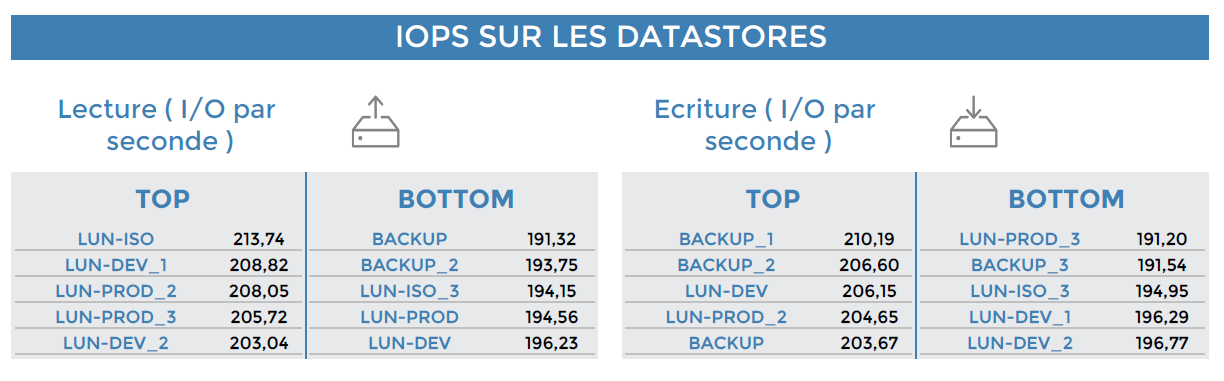 IOPS SUR LES DATASTORES
Lecture ( I/O par
seconde )
TOP BOTTOM
LUN-ISO 213,74 BACKUP 191,32
LUN-DEV_1 208,82 BACKUP_2 193,75
LUN-PROD_2 208,05 LUN-ISO_3 194,15
LUN-PROD_3 205,72 LUN-PROD 194,56
LUN-DEV_2 203,04 LUN-DEV 196,23
Ecriture ( I/O par
seconde )
TOP BOTTOM
BACKUP_1 210,19 LUN-PROD_3 191,20
BACKUP_2 206,60 BACKUP_3 191,54
LUN-DEV 206,15 LUN-ISO_3 194,95
LUN-PROD_2 204,65 LUN-DEV_1 196,29
BACKUP 203,67 LUN-DEV_2 196,77